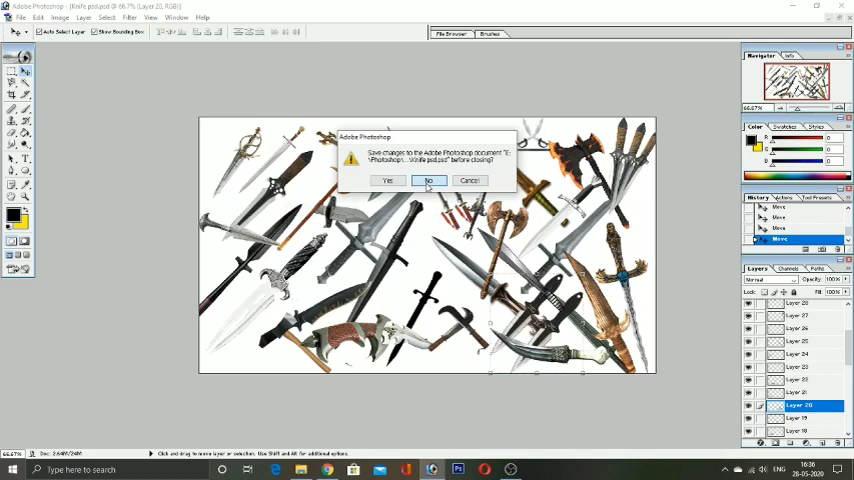 Adobe Photoshop - [Knife psd.psd @ 66.7% (Layer 20, RGB)]
File Edit Image Layer Select Filter View Window Help
Auto Select Layer Show Bounding Box
File Browser Brushes
Navigator Info
66.67%
Color Swatches Styles
R 0
G 0
B 0
History Actions Tool Presets
Move
Move
Move
Move
Layers Channels Paths
Normal Opacity: 100%
Lock: Fill: 100%
Layer 28
Layer 27
Layer 26
Layer 25
Layer 24
Layer 23
Layer 22
Layer 21
Layer 20
Layer 19
Layer 18
Adobe Photoshop
Save changes to the Adobe Photoshop document "E:
\Photoshop\...\Knife psd.psd" before closing?
Yes No Cancel
66.67% Doc: 2.64M/24M Click and drag to move layer or selection. Use Shift and Alt for additional options.
Type here to search
ENG
16:36
28-05-2020